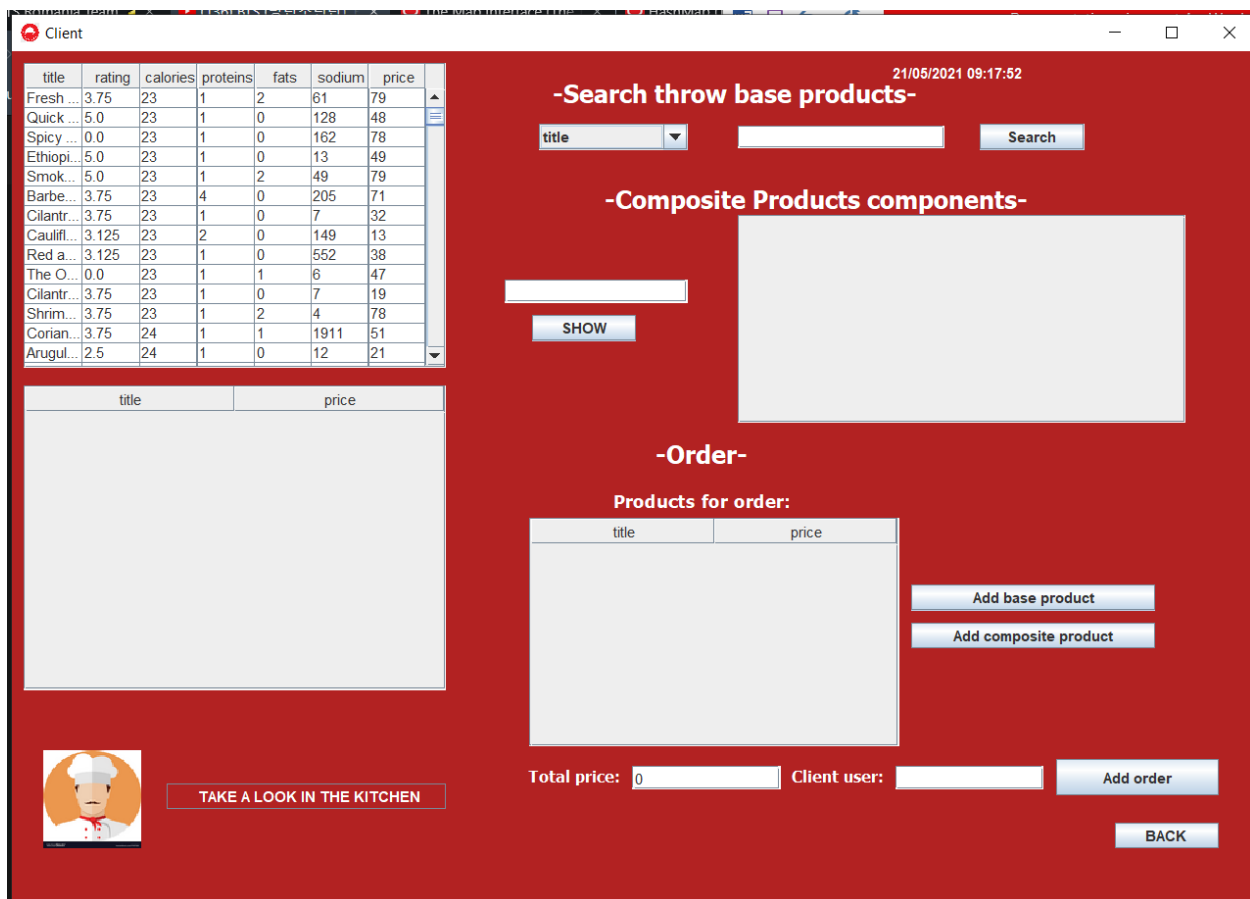 Client
title rating calories proteins fats sodium price
Fresh ... 3.75 23 1 2 61 79
Quick ... 5.0 23 1 0 128 48
Spicy ... 0.0 23 1 0 162 78
Ethiopi... 5.0 23 1 0 13 49
Smok... 5.0 23 1 2 49 79
Barbe... 3.75 23 4 0 205 71
Cilantr... 3.75 23 1 0 7 32
Caulifl... 3.125 23 2 0 149 13
Red a... 3.125 23 1 0 552 38
The O... 0.0 23 1 1 6 47
Cilantr... 3.75 23 1 0 7 19
Shrim... 3.75 23 1 2 4 78
Corian... 3.75 24 1 1 1911 51
Arugul... 2.5 24 1 0 12 21
title price
TAKE A LOOK IN THE KITCHEN
21/05/2021 09:17:52
-Search throw base products-
title
Search
-Composite Products components-
SHOW
-Order-
Products for order:
title price
Add base product
Add composite product
Total price: 0 Client user:
Add order
BACK